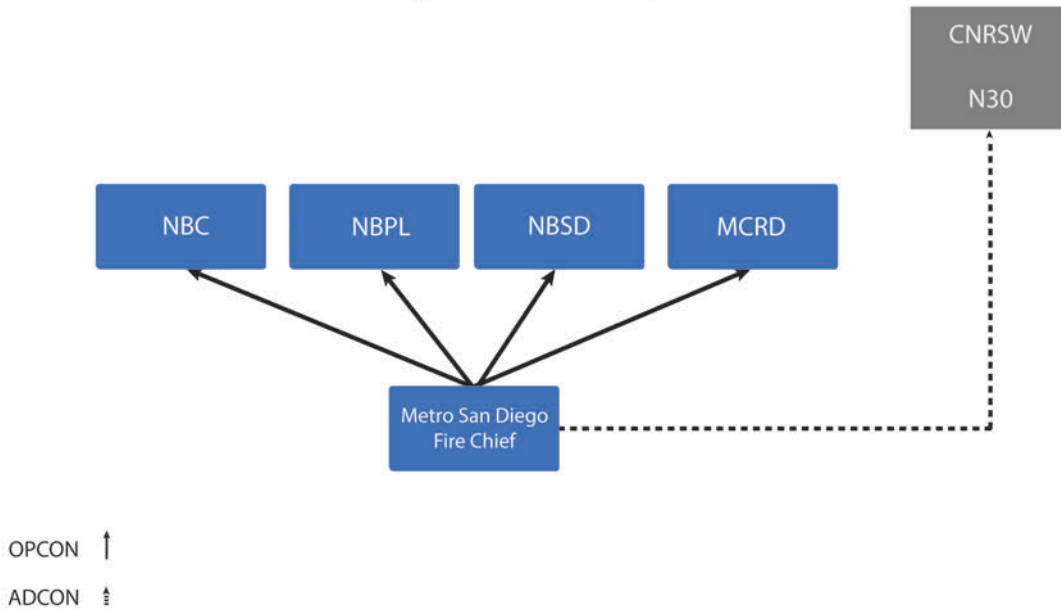 CNRSW
N30
NBC
NBPL
NBSD
MCRD
Metro San Diego
Fire Chief
OPCON
ADCON